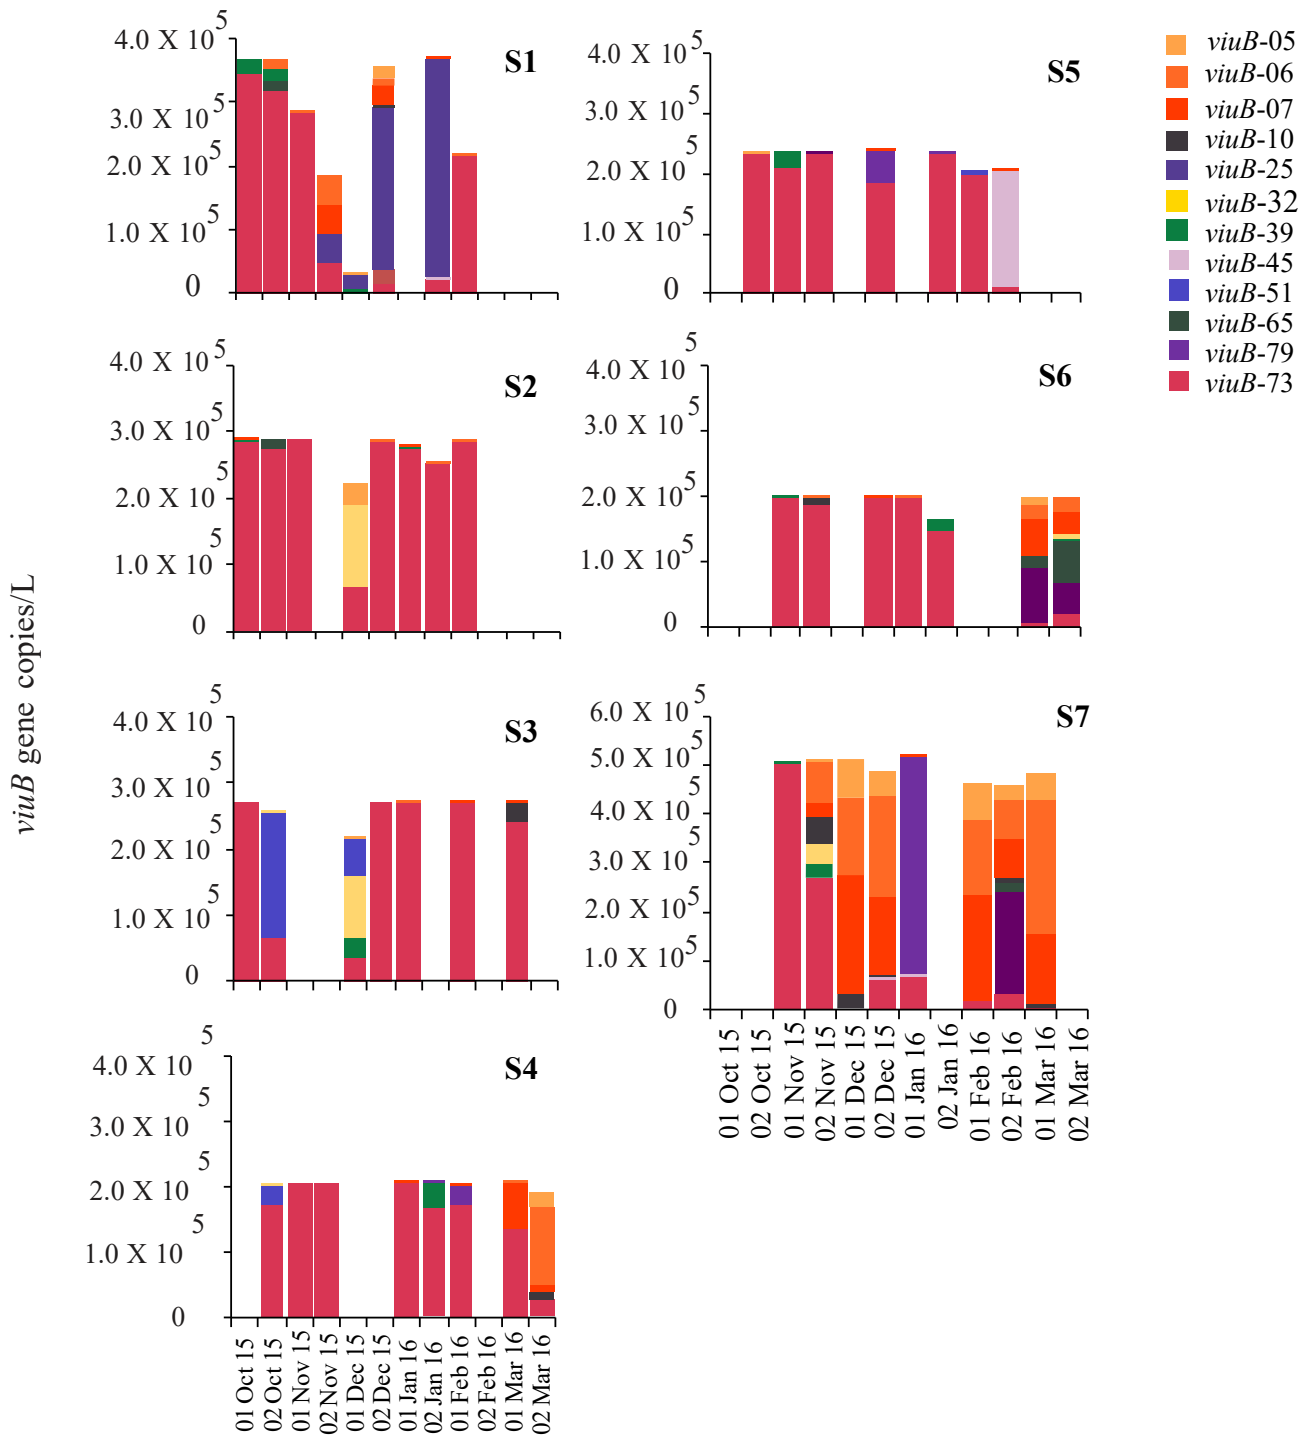 viuB gene copies/L
S1
4.0 X 10 5
3.0 X 10 5
2.0 X 10 5
1.0 X 10 5
0
S2
4.0 X 10 5
3.0 X 10 5
2.0 X 10 5
1.0 X 10 5
0
S3
4.0 X 10 5
3.0 X 10 5
2.0 X 10 5
1.0 X 10 5
0
S4
4.0 X 10 5
3.0 X 10 5
2.0 X 10 5
1.0 X 10 5
0
01 Oct 15
02 Oct 15
01 Nov 15
02 Nov 15
01 Dec 15
02 Dec 15
01 Jan 16
02 Jan 16
01 Feb 16
02 Feb 16
01 Mar 16
02 Mar 16
S5
4.0 X 10 5
3.0 X 10 5
2.0 X 10 5
1.0 X 10 5
0
S6
4.0 X 10 5
3.0 X 10 5
2.0 X 10 5
1.0 X 10 5
0
S7
6.0 X 10 5
5.0 X 10 5
4.0 X 10 5
3.0 X 10 5
2.0 X 10 5
1.0 X 10 5
0
01 Oct 15
02 Oct 15
01 Nov 15
02 Nov 15
01 Dec 15
02 Dec 15
01 Jan 16
02 Jan 16
01 Feb 16
02 Feb 16
01 Mar 16
02 Mar 16
viuB-05
viuB-06
viuB-07
viuB-10
viuB-25
viuB-32
viuB-39
viuB-45
viuB-51
viuB-65
viuB-79
viuB-73